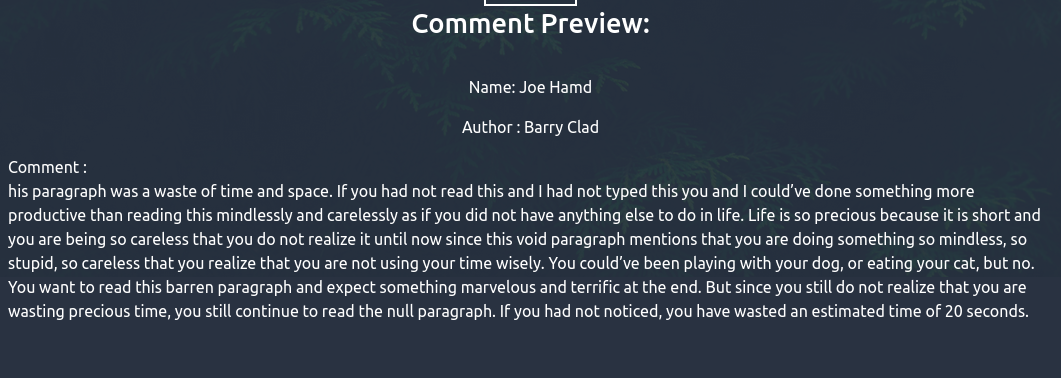 Comment Preview:
Name: Joe Hamd
Author : Barry Clad
Comment :
his paragraph was a waste of time and space. If you had not read this and I had not typed this you and I could’ve done something more
productive than reading this mindlessly and carelessly as if you did not have anything else to do in life. Life is so precious because it is short and
you are being so careless that you do not realize it until now since this void paragraph mentions that you are doing something so mindless, so
stupid, so careless that you realize that you are not using your time wisely. You could’ve been playing with your dog, or eating your cat, but no.
You want to read this barren paragraph and expect something marvelous and terrific at the end. But since you still do not realize that you are
wasting precious time, you still continue to read the null paragraph. If you had not noticed, you have wasted an estimated time of 20 seconds.